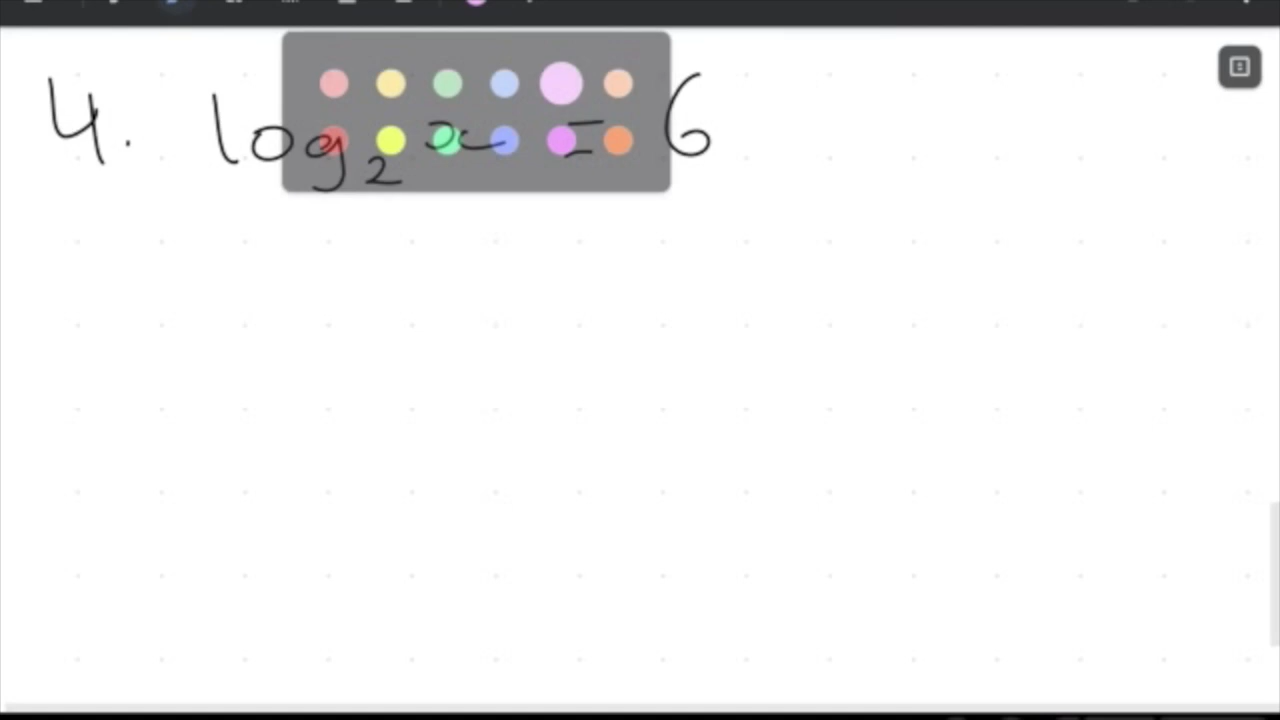 4. log₂ x = 6